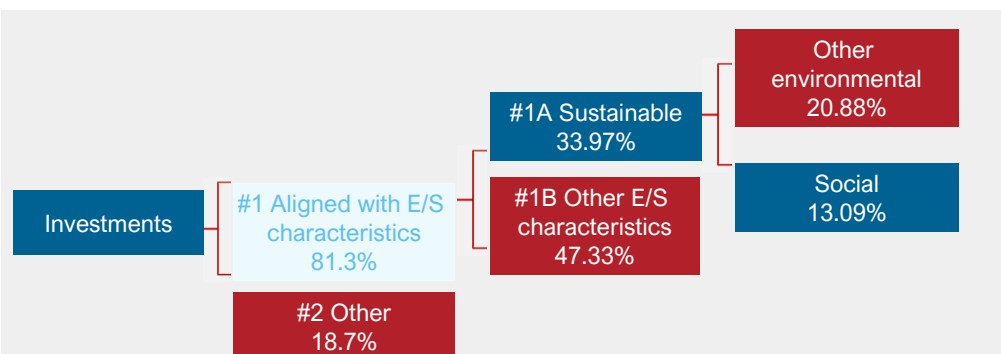 Investments
#1 Aligned with E/S
characteristics
81.3%
#2 Other
18.7%
#1A Sustainable
33.97%
#1B Other E/S
characteristics
47.33%
Other
environmental
20.88%
Social
13.09%